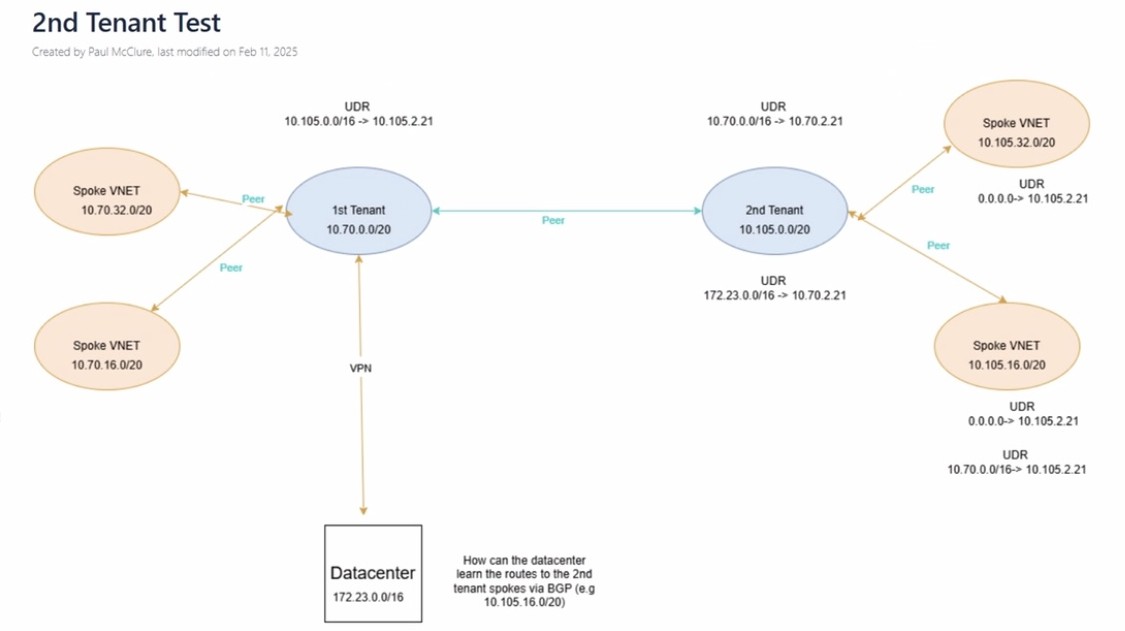 2nd Tenant Test
Created by Paul McClure, last modified on Feb 11, 2025
UDR
10.105.0.0/16 -> 10.105.2.21
UDR
10.70.0.0/16 -> 10.70.2.21
Spoke VNET
10.105.32.0/20
UDR
0.0.0.0-> 10.105.2.21
Spoke VNET
10.70.32.0/20
Peer
1st Tenant
10.70.0.0/20
Peer
2nd Tenant
10.105.0.0/20
Peer
Peer
Peer
UDR
172.23.0.0/16 -> 10.70.2.21
Spoke VNET
10.70.16.0/20
Spoke VNET
10.105.16.0/20
VPN
UDR
0.0.0.0-> 10.105.2.21
UDR
10.70.0.0/16-> 10.105.2.21
Datacenter
172.23.0.0/16
How can the datacenter
learn the routes to the 2nd
tenant spokes via BGP (e.g
10.105.16.0/20)